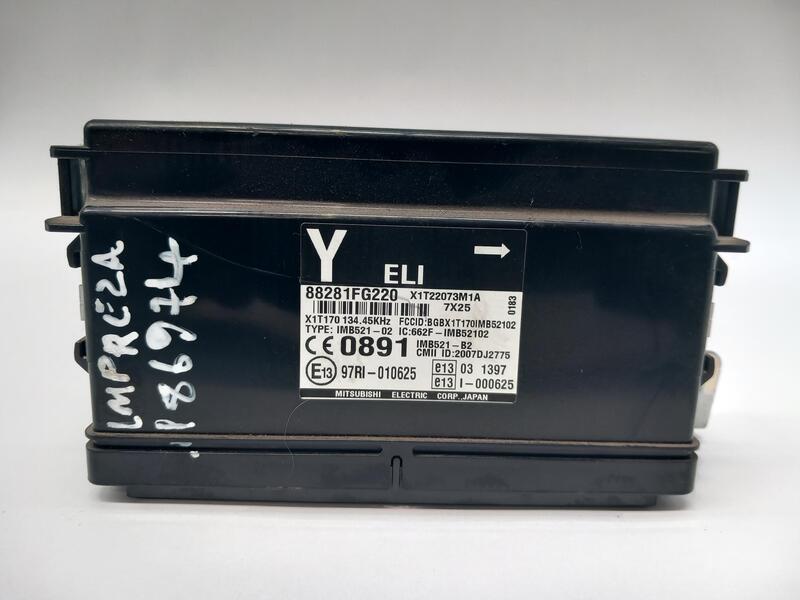 Y
ELI
88281FG220 X1T22073M1A
7X25
0183
X1T170 134.45KHz FCCID:BGBX1T170IMB52102
TYPE: IMB521-02 IC:662F-IMB52102
CE 0891 IMB521-B2
CMII ID:2007DJ2775
E13 97RI-010625 e13 03 1397
e13 I-000625
MITSUBISHI ELECTRIC CORP.JAPAN
IMPREZA
P86974